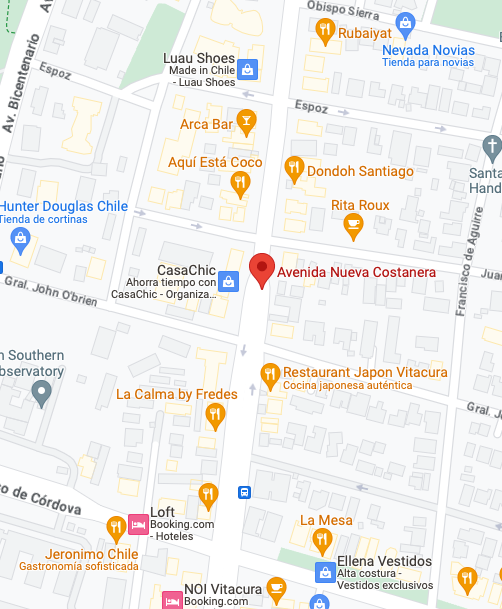 Obispo Sierra
Rubaiyat
Nevada Novias
Tienda para novias
Av. Bicentenario
Luau Shoes
Made in Chile
- Luau Shoes
Espoz
Espoz
Arca Bar
Aquí Está Coco
Dondoh Santiago
Santa
Hand
Rita Roux
Hunter Douglas Chile
Tienda de cortinas
Francisco de Aguirre
CasaChic
Ahorra tiempo con
CasaChic - Organiza...
Avenida Nueva Costanera
Juan
Gral. John O'brien
n Southern
bservatory
Restaurant Japon Vitacura
Cocina japonesa auténtica
La Calma by Fredes
Gral. Jo
o de Córdova
Loft
Booking.com
- Hoteles
La Mesa
Jeronimo Chile
Gastronomía sofisticada
Ellena Vestidos
Alta costura -
Vestidos exclusivos
NOI Vitacura
Booking.com